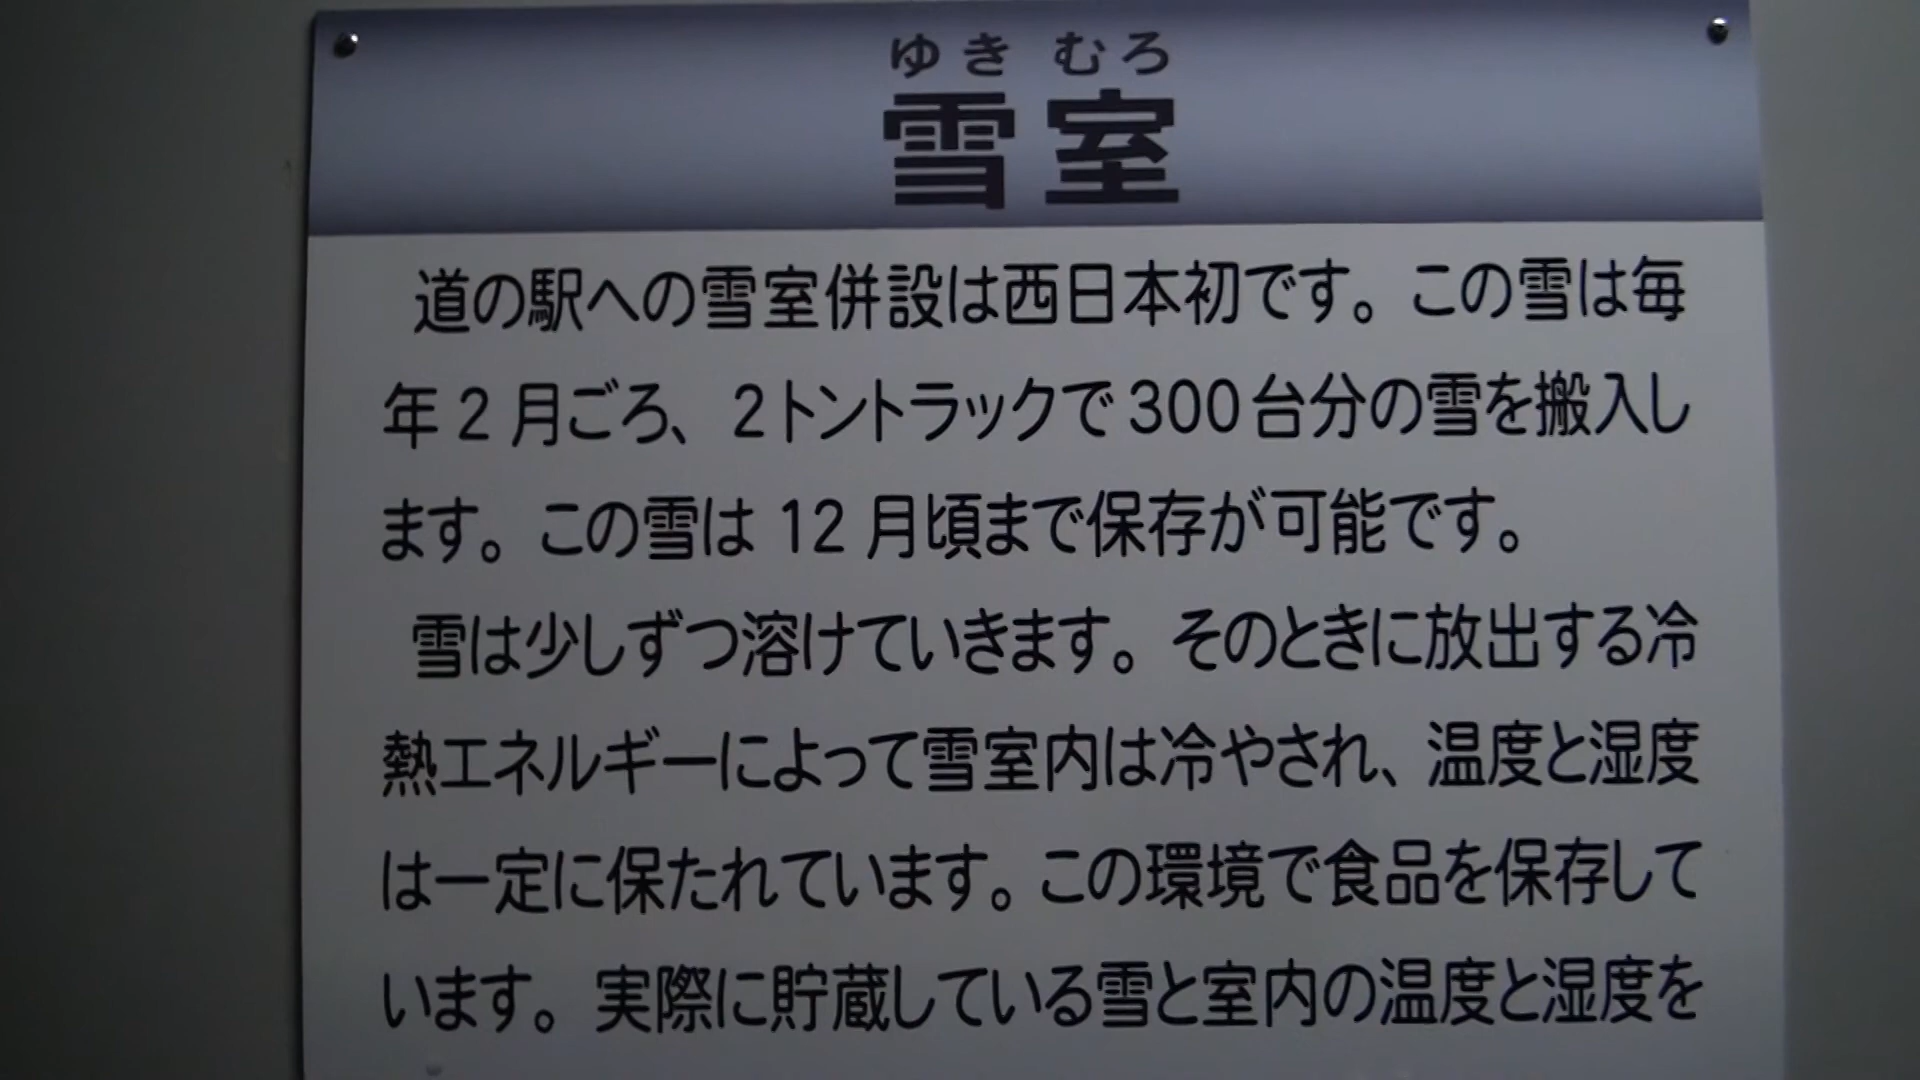 ゆきむろ
雪室
道の駅への雪室併設は西日本初です。この雪は毎
年2月ごろ、2トントラックで300台分の雪を搬入し
ます。この雪は12月頃まで保存が可能です。
雪は少しずつ溶けていきます。そのときに放出する冷
熱エネルギーによって雪室内は冷やされ、温度と湿度
は一定に保たれています。この環境で食品を保存して
います。実際に貯蔵している雪と室内の温度と湿度を